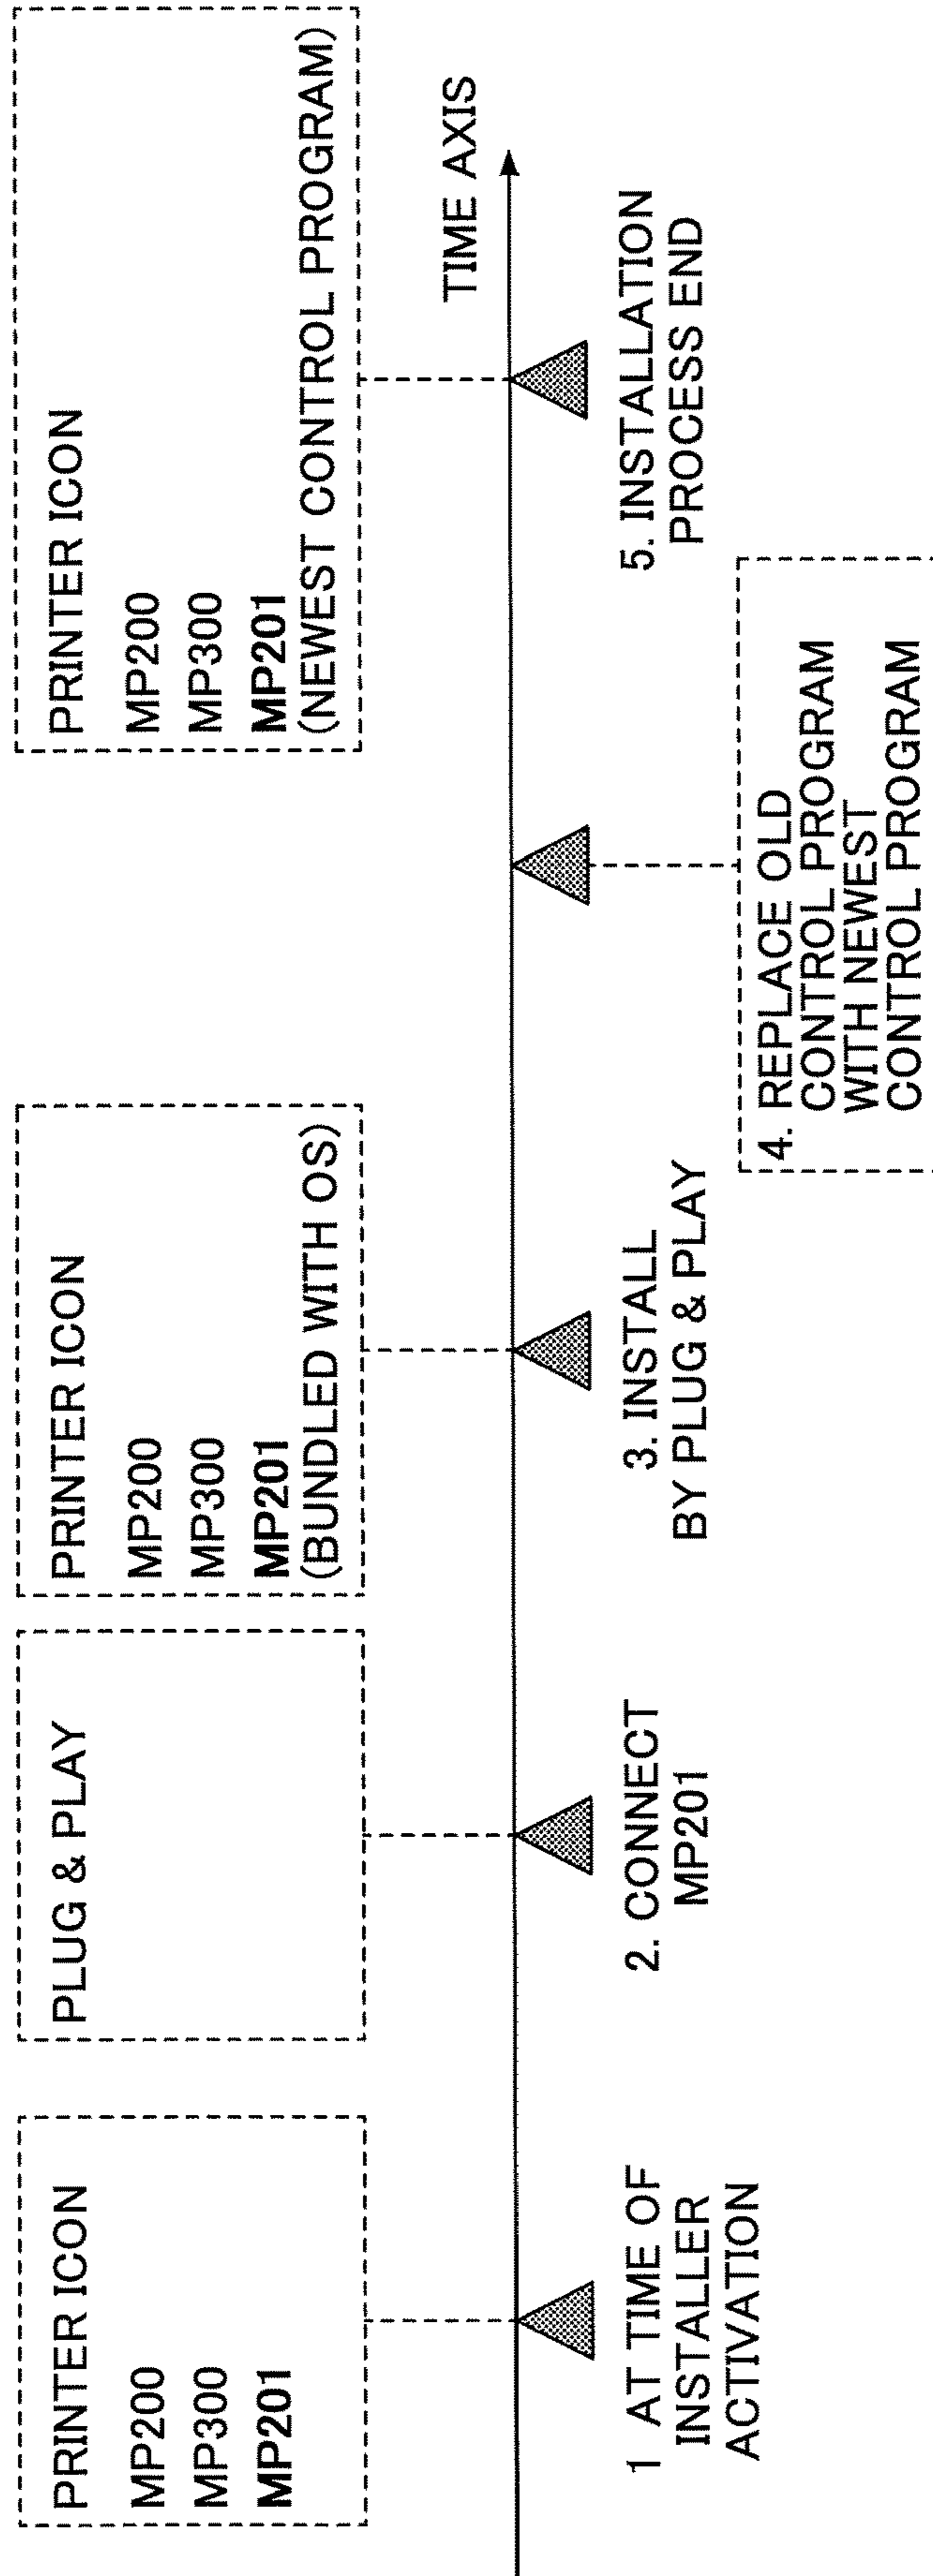 PRINTER ICON
MP200
MP300
MP201
PLUG & PLAY
PRINTER ICON
MP200
MP300
MP201
(BUNDLED WITH OS)
PRINTER ICON
MP200
MP300
MP201
(NEWEST CONTROL PROGRAM)
TIME AXIS
1 AT TIME OF
INSTALLER
ACTIVATION
2. CONNECT
MP201
3. INSTALL
BY PLUG & PLAY
4. REPLACE OLD
CONTROL PROGRAM
WITH NEWEST
CONTROL PROGRAM
5. INSTALLATION
PROCESS END